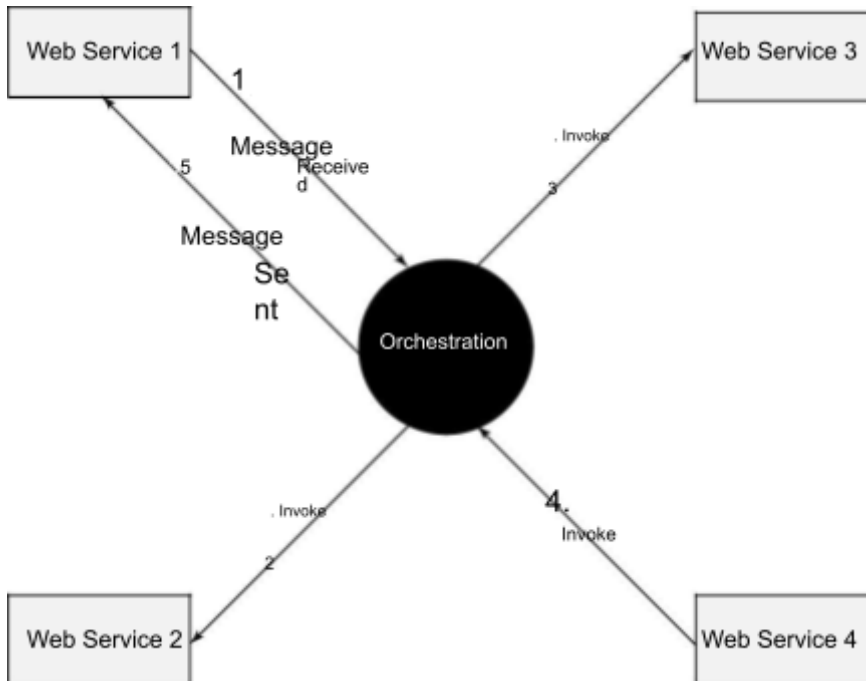 Web Service 1
Web Service 3
1
Message
Receive
d
. Invoke
3
.5
Message
Se
nt
Orchestration
. Invoke
2
4.
Invoke
Web Service 2
Web Service 4